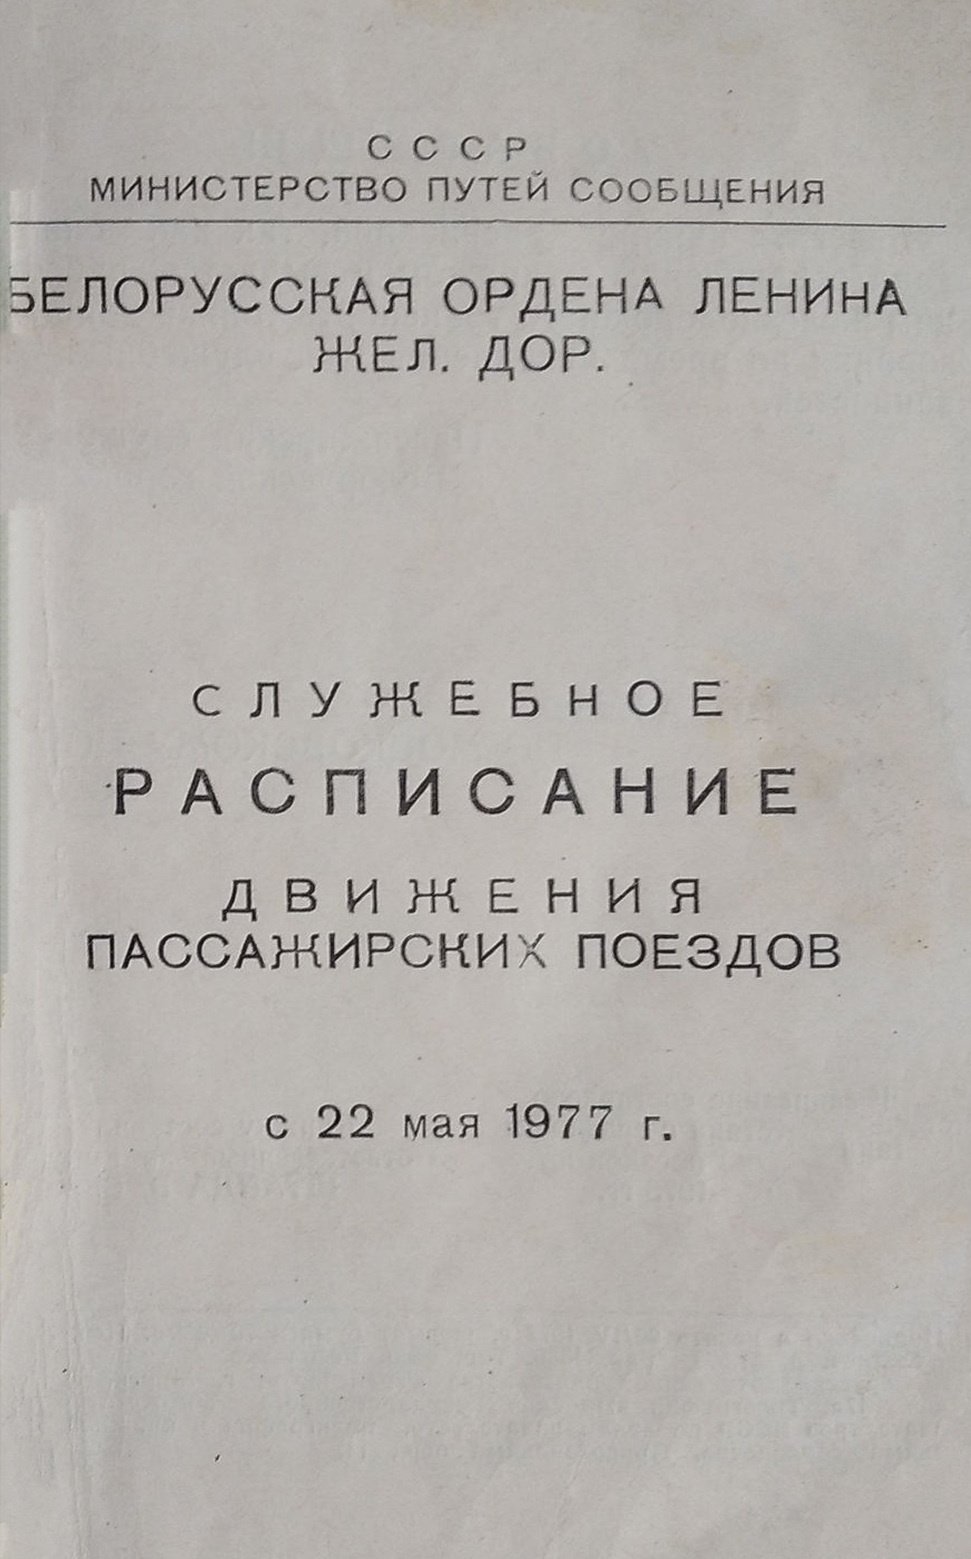 СССР
МИНИСТЕРСТВО ПУТЕЙ СООБЩЕНИЯ
БЕЛОРУССКАЯ ОРДЕНА ЛЕНИНА
ЖЕЛ. ДОР.
СЛУЖЕБНОЕ
РАСПИСАНИЕ
ДВИЖЕНИЯ
ПАССАЖИРСКИХ ПОЕЗДОВ
с 22 мая 1977 г.